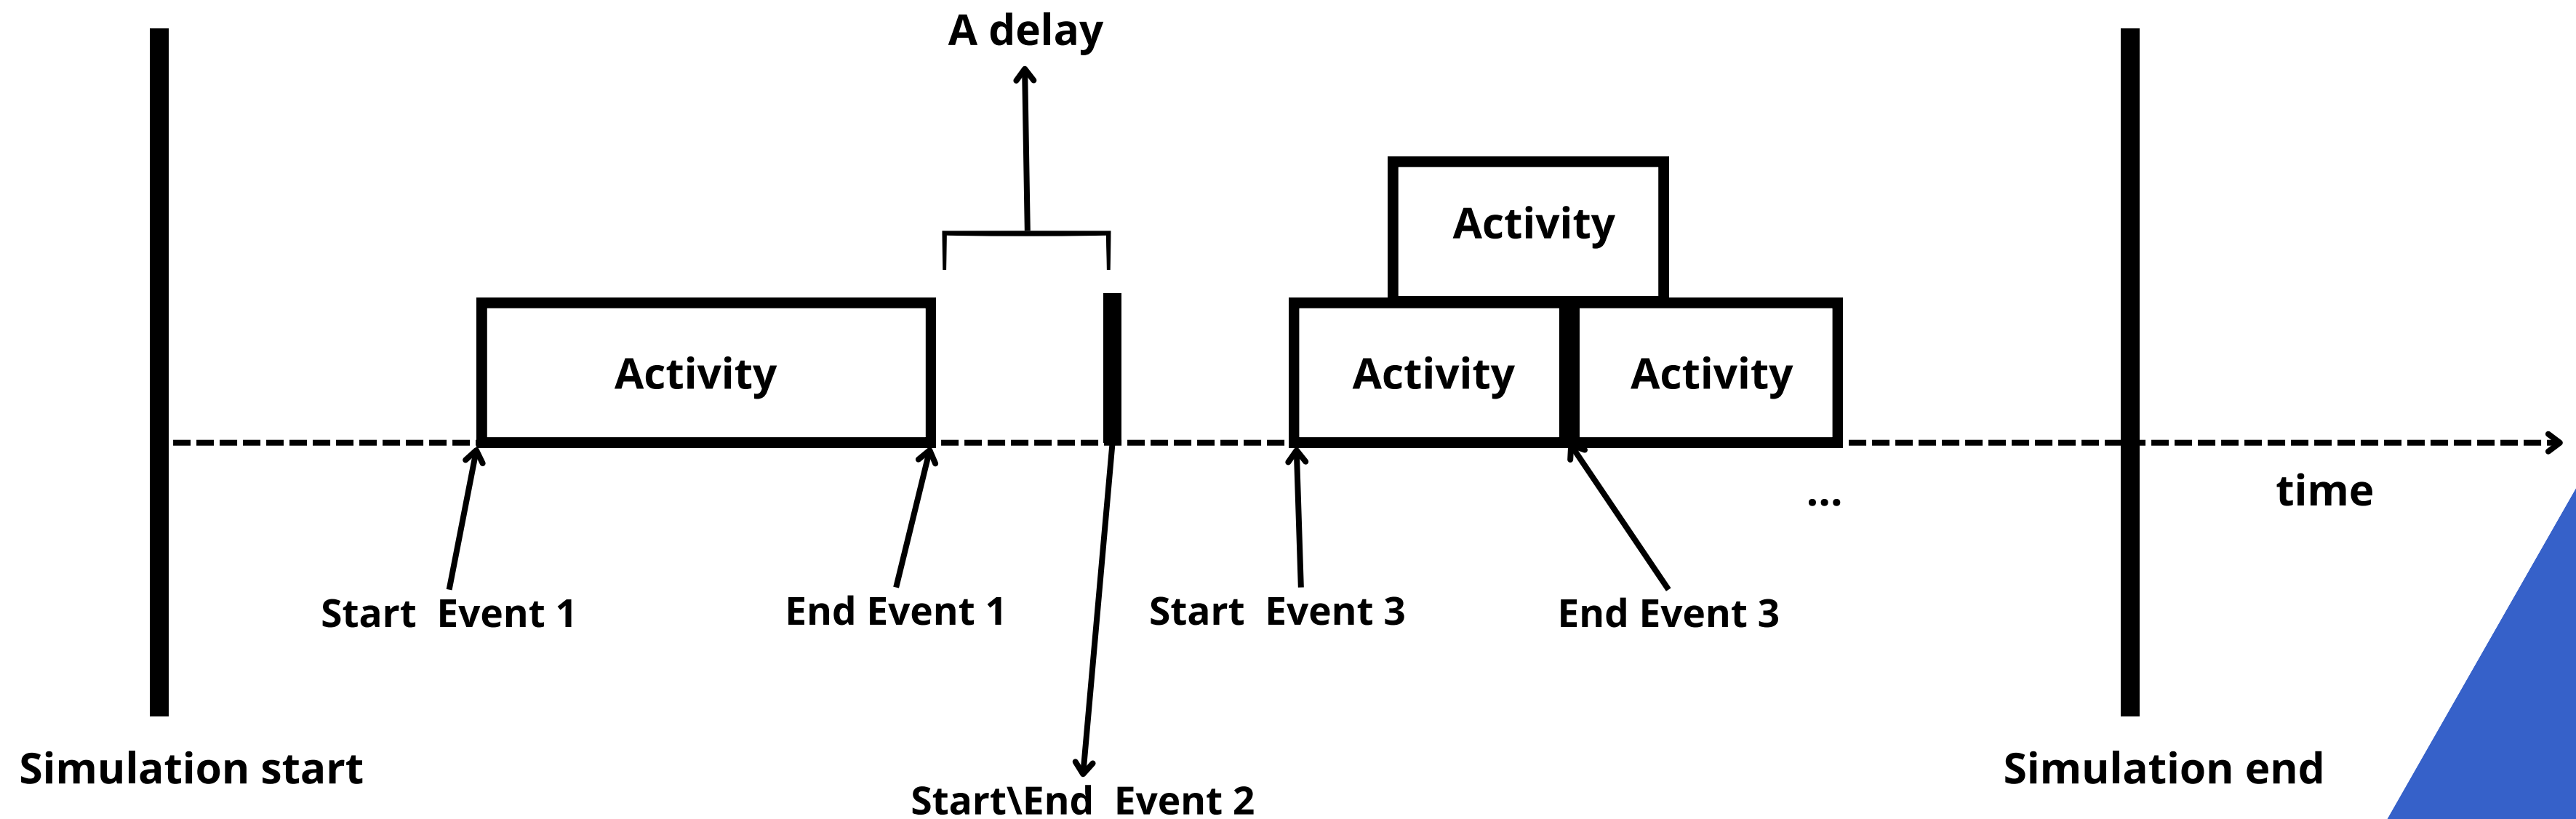 A delay
Activity
Activity
Activity
Activity
...
time
Start Event 1
End Event 1
Start Event 3
End Event 3
Simulation start
Start\End Event 2
Simulation end